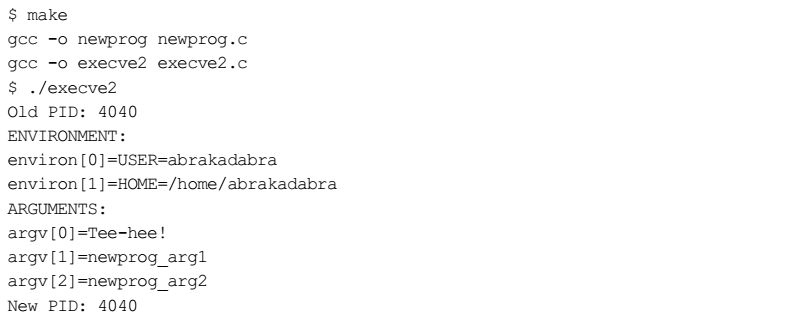 $ make
gcc -o newprog newprog.c
gcc -o execve2 execve2.c
$ ./execve2
Old PID: 4040
ENVIRONMENT:
environ[0]=USER=abrakadabra
environ[1]=HOME=/home/abrakadabra
ARGUMENTS:
argv[0]=Tee-hee!
argv[1]=newprog_arg1
argv[2]=newprog_arg2
New PID: 4040